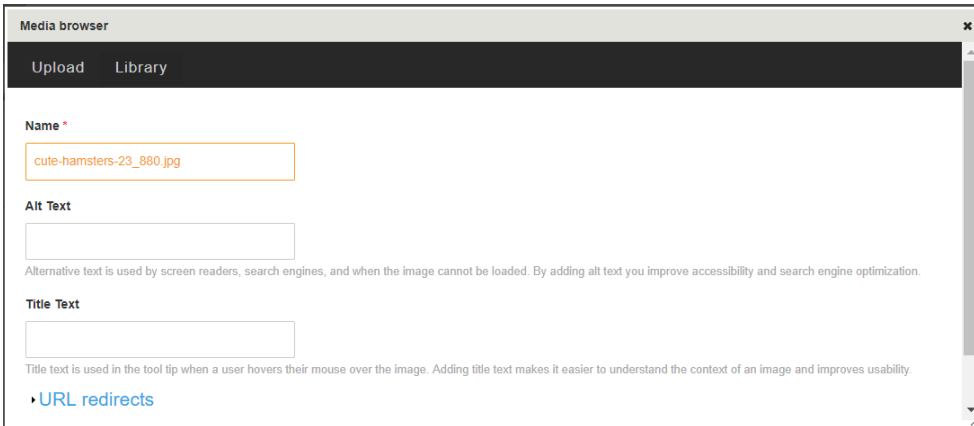 Media browser
Upload Library
Name *
cute-hamsters-23_880.jpg
Alt Text
Alternative text is used by screen readers, search engines, and when the image cannot be loaded. By adding alt text you improve accessibility and search engine optimization.
Title Text
Title text is used in the tool tip when a user hovers their mouse over the image. Adding title text makes it easier to understand the context of an image and improves usability.
URL redirects